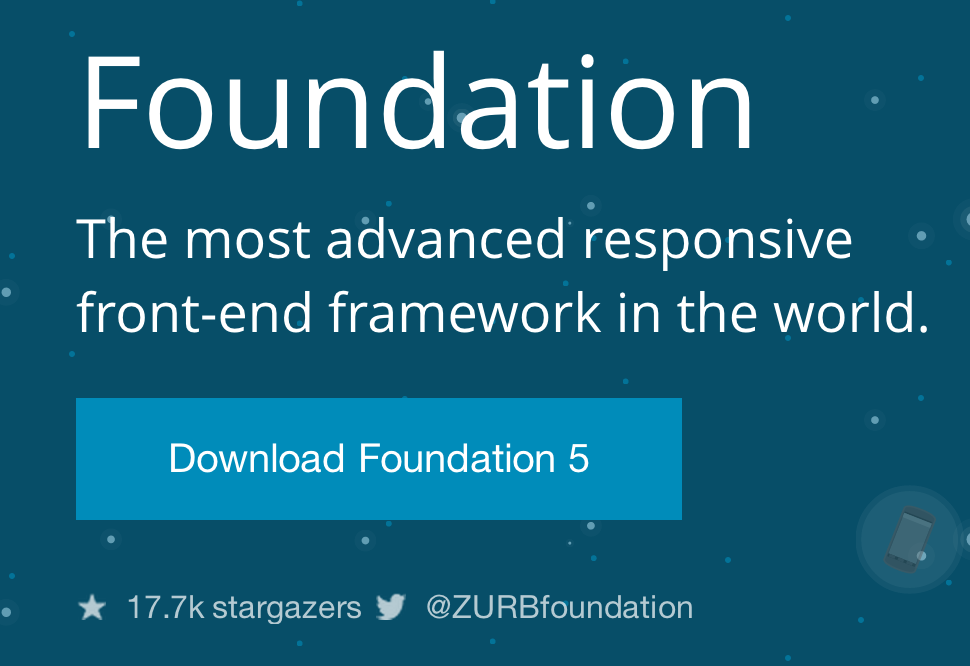 Foundation
The most advanced responsive
front-end framework in the world.
Download Foundation 5
17.7k stargazers @ZURBfoundation